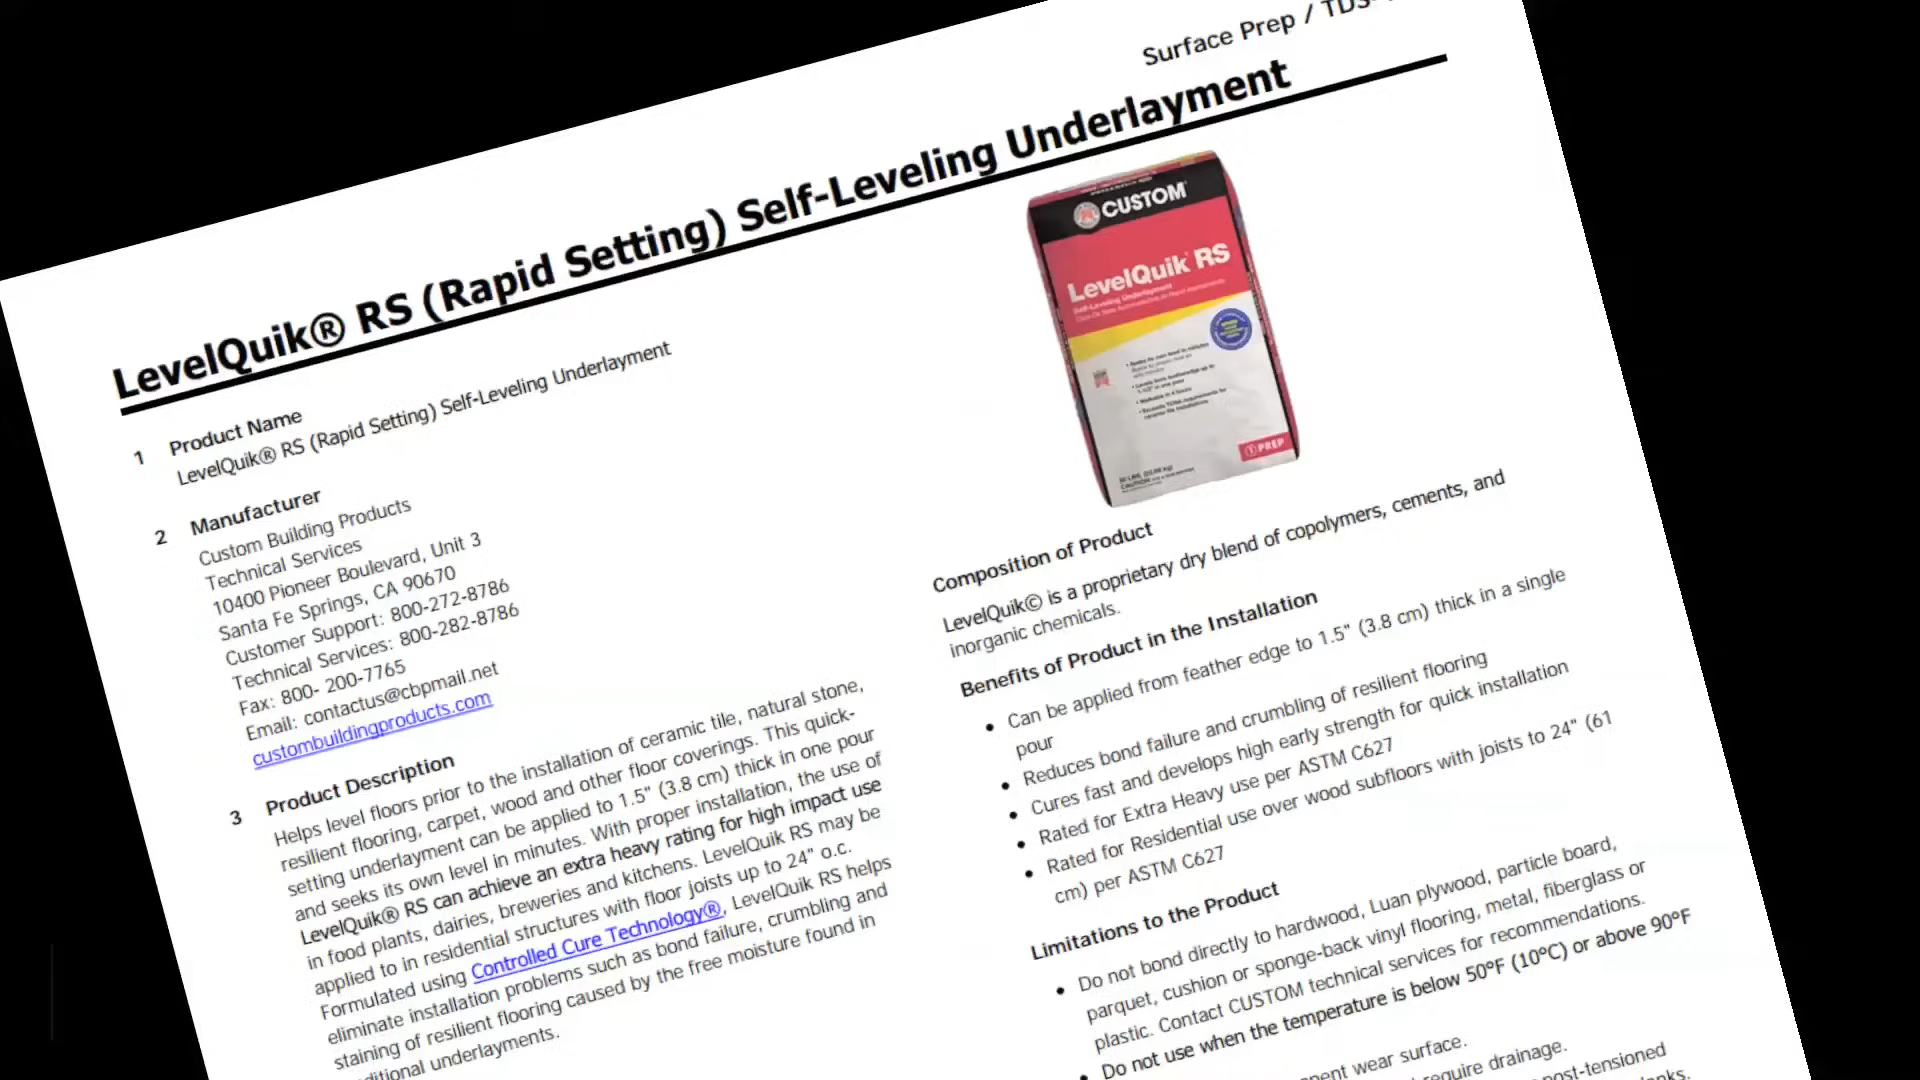 Surface Prep / TDS-
LevelQuik® RS (Rapid Setting) Self-Leveling Underlayment
1 Product Name
LevelQuik® RS (Rapid Setting) Self-Leveling Underlayment
2 Manufacturer
Custom Building Products
Technical Services
10400 Pioneer Boulevard, Unit 3
Santa Fe Springs, CA 90670
Customer Support: 800-272-8786
Technical Services: 800-282-8786
Fax: 800- 200-7765
Email: contactus@cbpmail.net
custombuildingproducts.com
3 Product Description
Helps level floors prior to the installation of ceramic tile, natural stone,
resilient flooring, carpet, wood and other floor coverings. This quick-
setting underlayment can be applied to 1.5" (3.8 cm) thick in one pour
and seeks its own level in minutes. With proper installation, the use of
LevelQuik® RS can achieve an extra heavy rating for high impact use
in food plants, dairies, breweries and kitchens. LevelQuik RS may be
applied to in residential structures with floor joists up to 24" o.c.
Formulated using Controlled Cure Technology®, LevelQuik RS helps
eliminate installation problems such as bond failure, crumbling and
staining of resilient flooring caused by the free moisture found in
ditional underlayments.
CUSTOM
LevelQuik RS
Self-Leveling Underlayment
PREP
Composition of Product
LevelQuik© is a proprietary dry blend of copolymers, cements, and
inorganic chemicals.
Benefits of Product in the Installation
• Can be applied from feather edge to 1.5" (3.8 cm) thick in a single
pour
• Reduces bond failure and crumbling of resilient flooring
• Cures fast and develops high early strength for quick installation
• Rated for Extra Heavy use per ASTM C627
• Rated for Residential use over wood subfloors with joists to 24" (61
cm) per ASTM C627
Limitations to the Product
• Do not bond directly to hardwood, Luan plywood, particle board,
parquet, cushion or sponge-back vinyl flooring, metal, fiberglass or
plastic. Contact CUSTOM technical services for recommendations.
• Do not use when the temperature is below 50°F (10°C) or above 90°F
nent wear surface.
require drainage.
post-tensioned